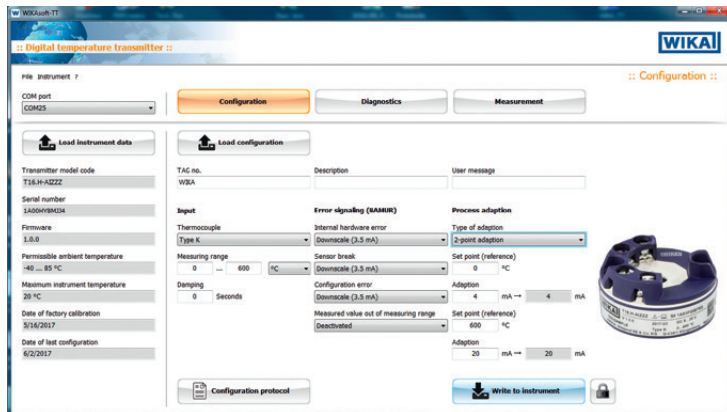 WIKAsoft-TT
:: Digital temperature transmitter ::
WIKA
File Instrument ?
:: Configuration ::
COM port
COM25
Configuration
Diagnostics
Measurement
Load instrument data
Load configuration
Transmitter model code
T16.H-AIZZZ
Serial number
1A00HYBMJJ4
Firmware
1.0.0
Permissible ambient temperature
-40 ... 85 °C
Maximum instrument temperature
20 °C
Date of factory calibration
5/16/2017
Date of last configuration
6/2/2017
TAG no.
WIKA
Description
User message
Input
Thermocouple
Type K
Measuring range
0 ... 600 °C
Damping
0 Seconds
Error signaling (NAMUR)
Internal hardware error
Downscale (3.5 mA)
Sensor break
Downscale (3.5 mA)
Configuration error
Downscale (3.5 mA)
Measured value out of measuring range
Deactivated
Process adaption
Type of adaption
2-point adaption
Set point (reference)
0 °C
Adaption
4 mA → 4 mA
Set point (reference)
600 °C
Adaption
20 mA → 20 mA
WIKA
Configuration protocol
Write to instrument